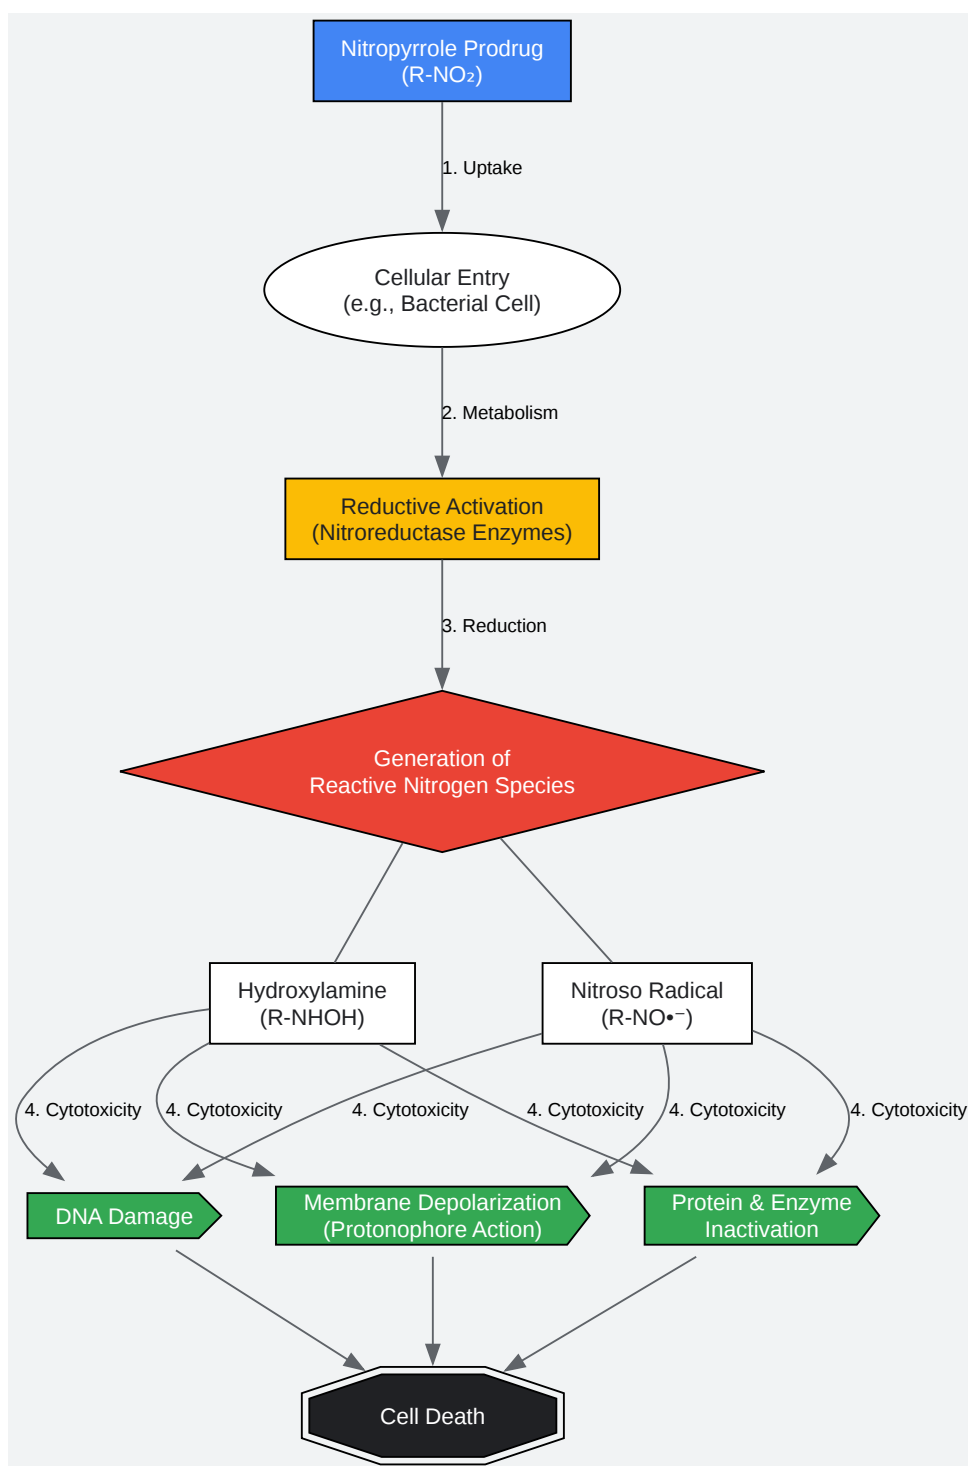 Nitropyrrole Prodrug
(R-NO₂)
1. Uptake
Cellular Entry
(e.g., Bacterial Cell)
2. Metabolism
Reductive Activation
(Nitroreductase Enzymes)
3. Reduction
Generation of
Reactive Nitrogen Species
Hydroxylamine
(R-NHOH)
Nitroso Radical
(R-NO•⁻)
4. Cytotoxicity
4. Cytotoxicity
4. Cytotoxicity
4. Cytotoxicity
4. Cytotoxicity
4. Cytotoxicity
DNA Damage
Membrane Depolarization
(Protonophore Action)
Protein & Enzyme
Inactivation
Cell Death